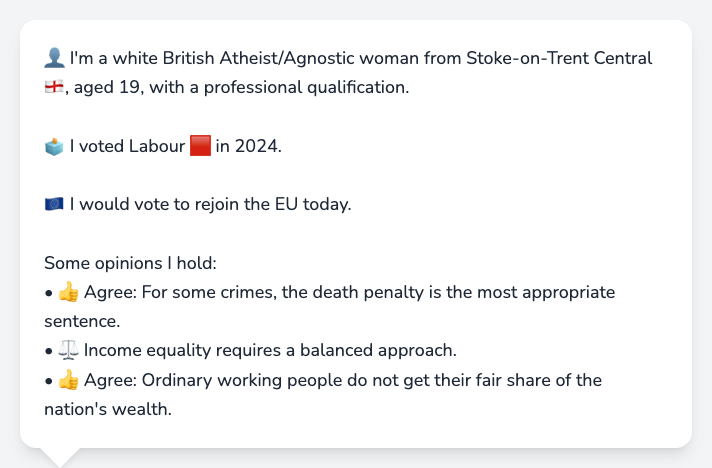 👤 I'm a white British Atheist/Agnostic woman from Stoke-on-Trent Central
🏴󠁧󠁢󠁥󠁮󠁧󠁿, aged 19, with a professional qualification.
🗳️ I voted Labour 🟥 in 2024.
🇪🇺 I would vote to rejoin the EU today.
Some opinions I hold:
• 👍 Agree: For some crimes, the death penalty is the most appropriate
sentence.
• ⚖️ Income equality requires a balanced approach.
• 👍 Agree: Ordinary working people do not get their fair share of the
nation's wealth.